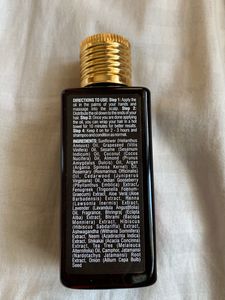 DIRECTIONS TO USE: Step 1: Apply
the oil in the palms of your hands and
massage into the scalp. Step 2:
Distribute the oil down to the ends of your
hair. Step 3: Once you are done applying
the oil, you can wrap your hair in a hot
towel for 10 minutes for better results.
Step 4: Keep it on for 2 - 3 hours and
shampoo and condition as normal.
INGREDIENTS: Sunflower (Helianthus
Annuus) Oil, Grapeseed (Vitis
Vinifera) Oil, Sesame (Sesamum
Indicum) Oil, Coconut (Cocos
Nucifera) Oil, Almond (Prunus
Amygdalus Dulcis) Oil, Argan
(Argania Spinosa Kernel) Oil,
Rosemary (Rosmarinus Officinalis)
Oil, Cedarwood (Juniperus
Virginiana) Oil, Indian Gooseberry
(Phyllanthus Emblica) Extract,
Fenugreek (Trigonella Foenum
Graecum) Extract, Aloe Vera (Aloe
Barbadensis) Extract, Henna
(Lawsonia Inermis) Extract,
Lavender (Lavandula Angustifolia)
Oil, Fragrance, Bhringraj (Eclipta
Alba) Extract, Brahmi (Bacopa
Monniera) Extract, Hibiscus
(Hibiscus Sabdariffa) Extract,
Ashwagandha (Withania Somnifera)
Extract, Neem (Azadirachta Indica)
Extract, Shikakai (Acacia Concinna)
Extract, Tea Tree (Melaleuca
Alternifolia) Oil, Camphor, Jatamansi
(Nardostachys Jatamansi) Extract,
Onion (Allium Cepa Bulb)
Seed